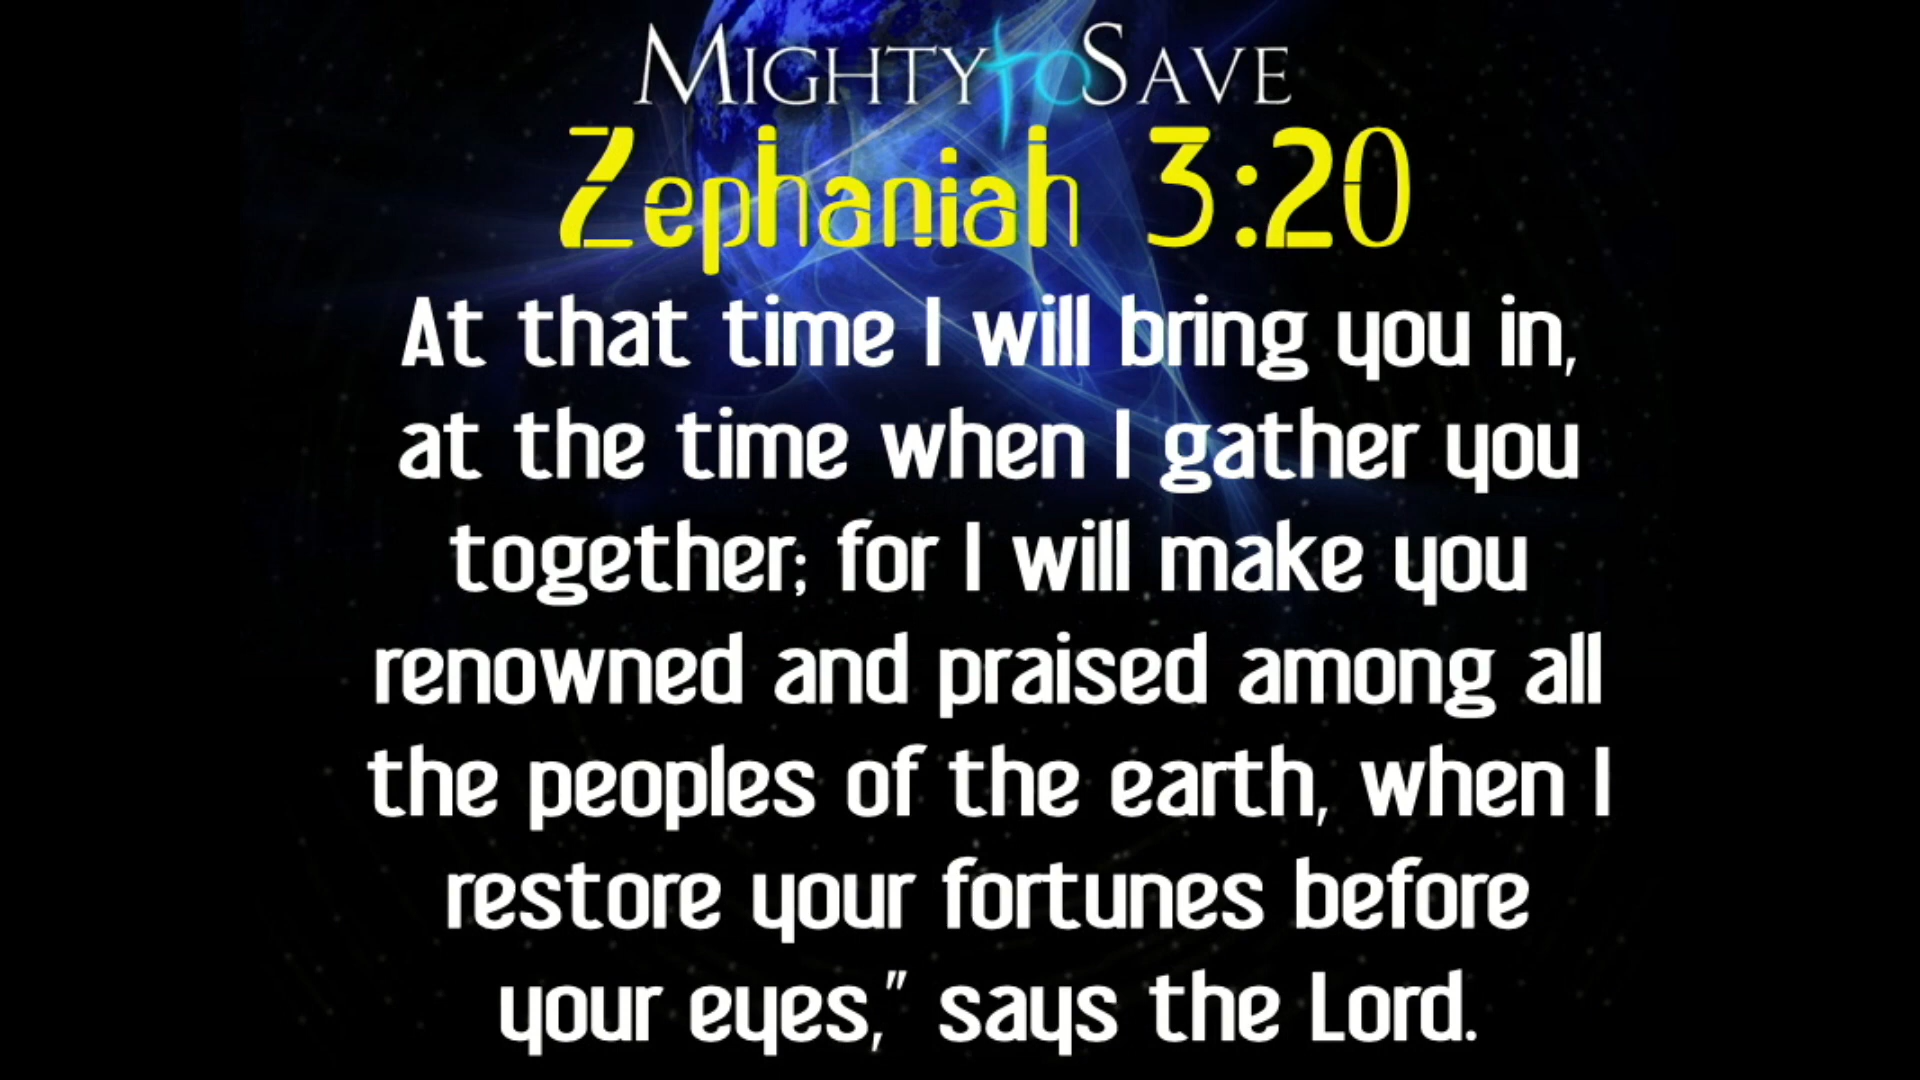 Mighty to Save
Zephaniah 3:20
At that time I will bring you in,
at the time when I gather you
together; for I will make you
renowned and praised among all
the peoples of the earth, when I
restore your fortunes before
your eyes,” says the Lord.